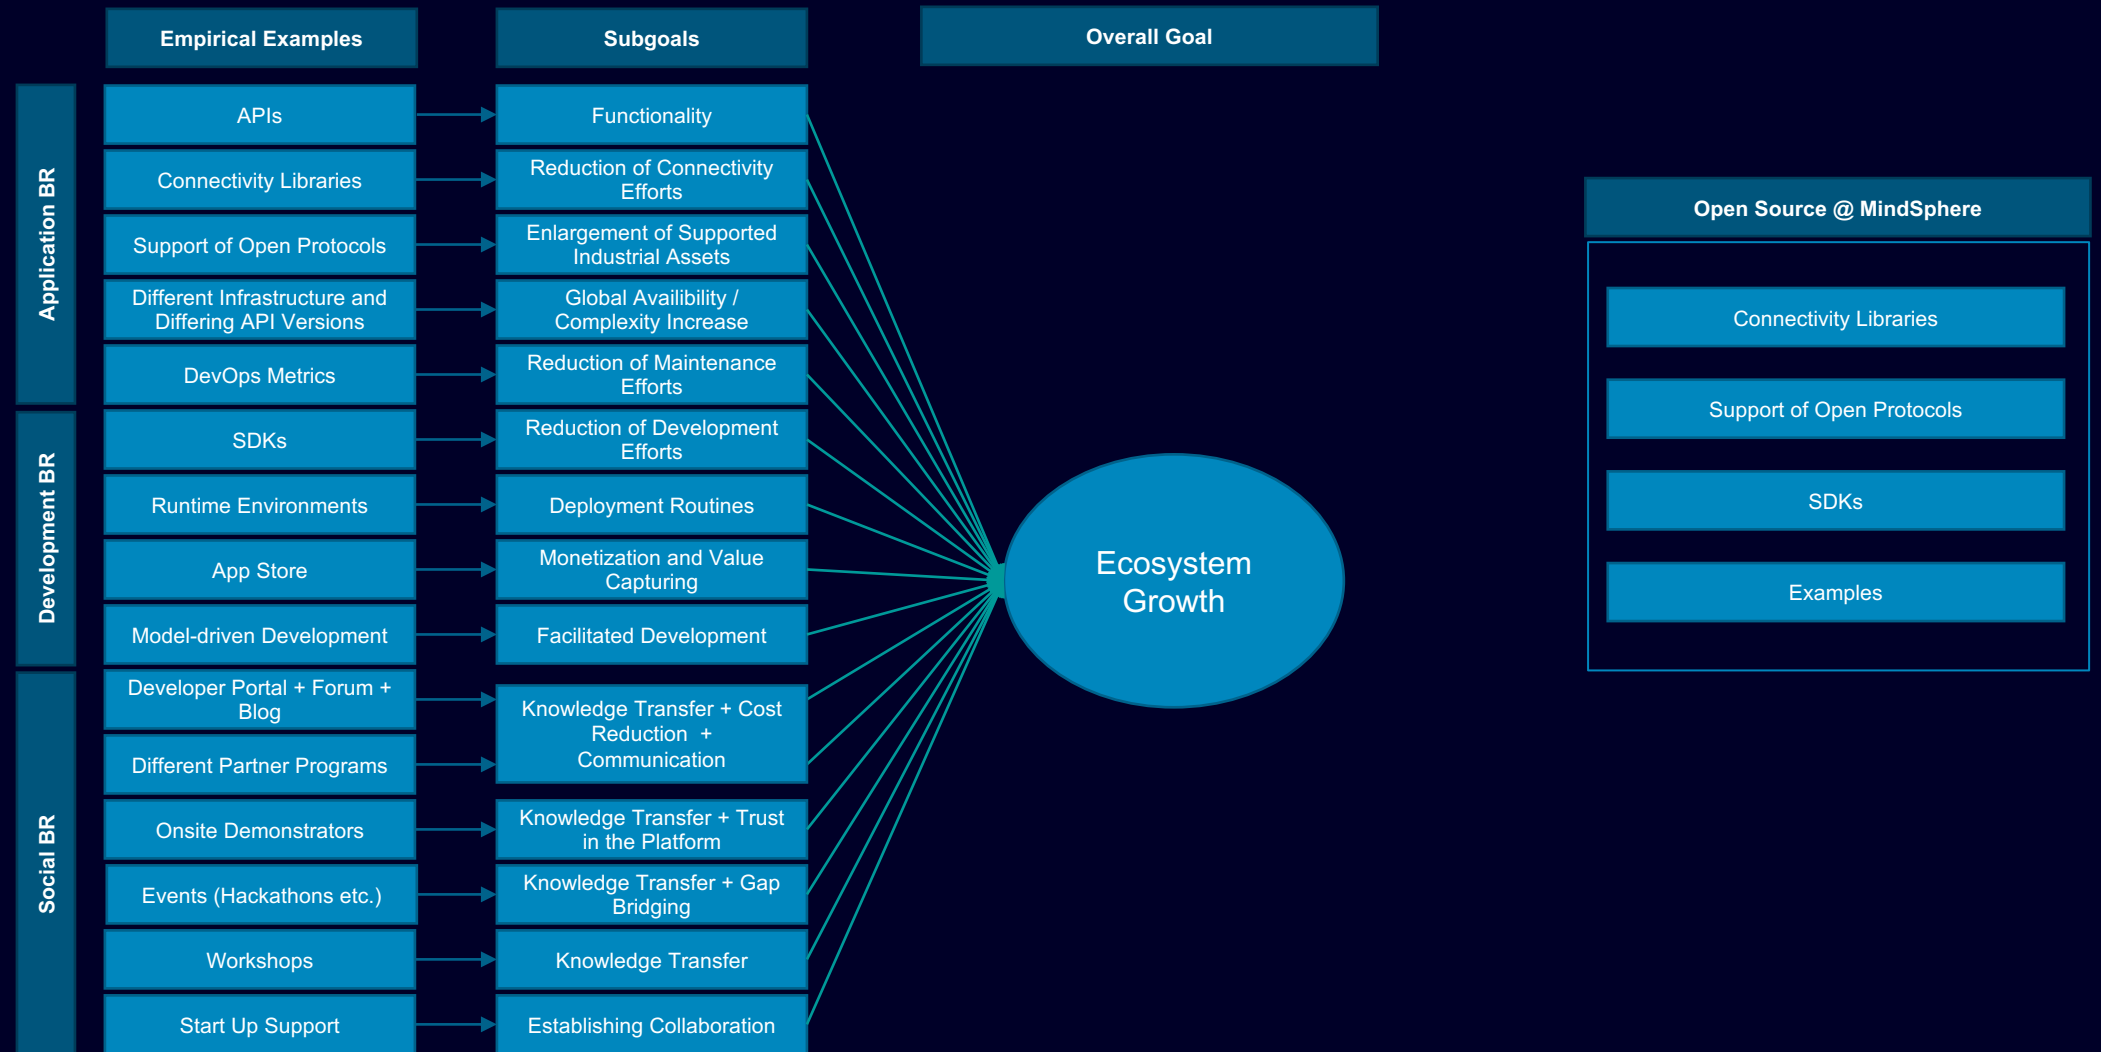 Empirical Examples
Subgoals
Overall Goal
Application BR
APIs
Functionality
Connectivity Libraries
Reduction of Connectivity
Efforts
Support of Open Protocols
Enlargement of Supported
Industrial Assets
Different Infrastructure and
Differing API Versions
Global Availibility /
Complexity Increase
DevOps Metrics
Reduction of Maintenance
Efforts
Development BR
SDKs
Reduction of Development
Efforts
Runtime Environments
Deployment Routines
App Store
Monetization and Value
Capturing
Model-driven Development
Facilitated Development
Social BR
Developer Portal + Forum +
Blog
Different Partner Programs
Knowledge Transfer + Cost
Reduction +
Communication
Onsite Demonstrators
Knowledge Transfer + Trust
in the Platform
Events (Hackathons etc.)
Knowledge Transfer + Gap
Bridging
Workshops
Knowledge Transfer
Start Up Support
Establishing Collaboration
Ecosystem
Growth
Open Source @ MindSphere
Connectivity Libraries
Support of Open Protocols
SDKs
Examples